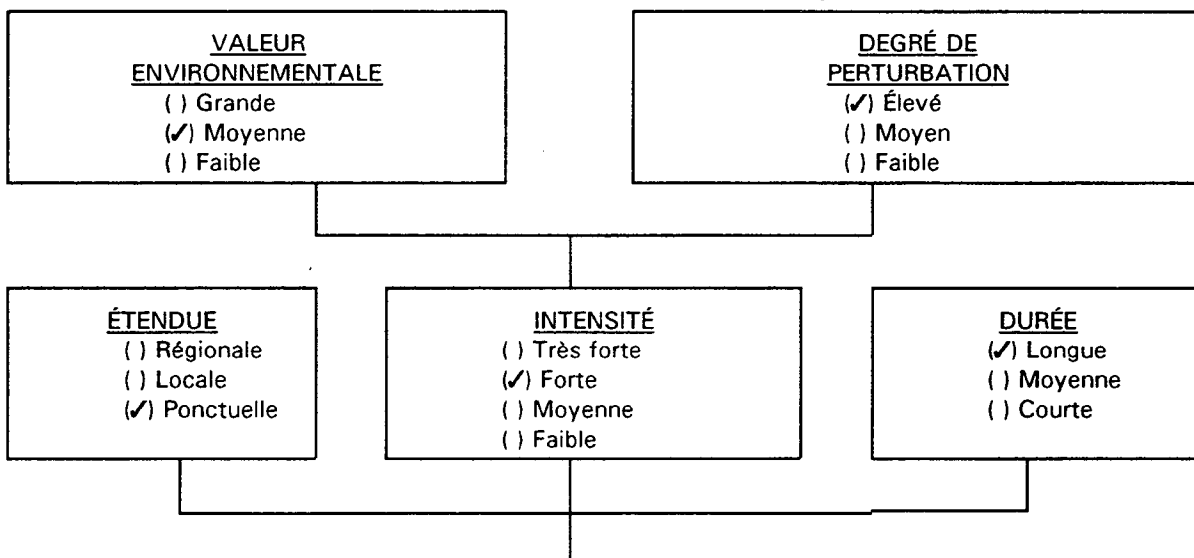 VALEUR
ENVIRONNEMENTALE
( ) Grande
(✓) Moyenne
( ) Faible
DEGRÉ DE
PERTURBATION
(✓) Élevé
( ) Moyen
( ) Faible
ÉTENDUE
( ) Régionale
( ) Locale
(✓) Ponctuelle
INTENSITÉ
( ) Très forte
(✓) Forte
( ) Moyenne
( ) Faible
DURÉE
(✓) Longue
( ) Moyenne
( ) Courte